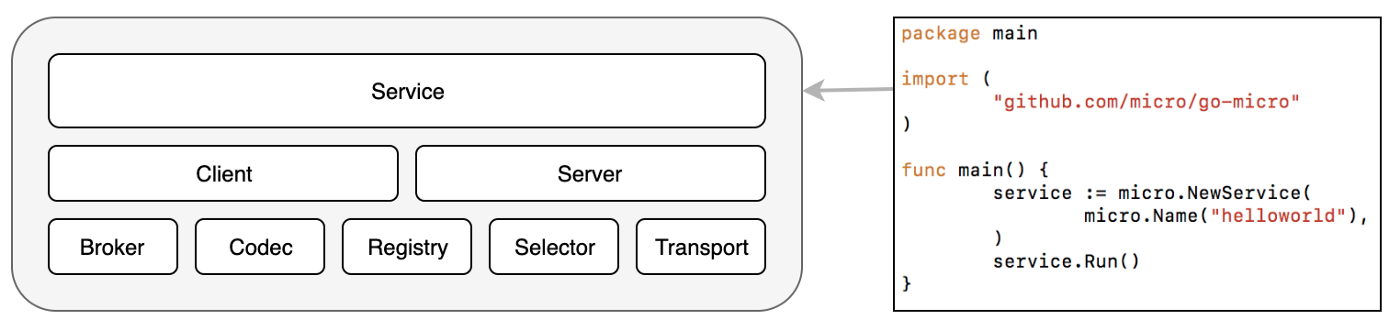 Service
Client
Server
Broker
Codec
Registry
Selector
Transport
package main
import (
        "github.com/micro/go-micro"
)
func main() {
        service := micro.NewService(
                micro.Name("helloworld"),
        )
        service.Run()
}